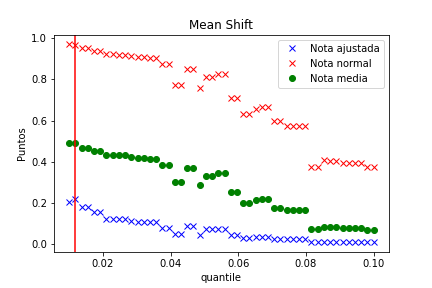 Mean Shift
Nota ajustada
Nota normal
Nota media
Puntos
1.0
0.8
0.6
0.4
0.2
0.0
0.02
0.04
0.06
0.08
0.10
quantile